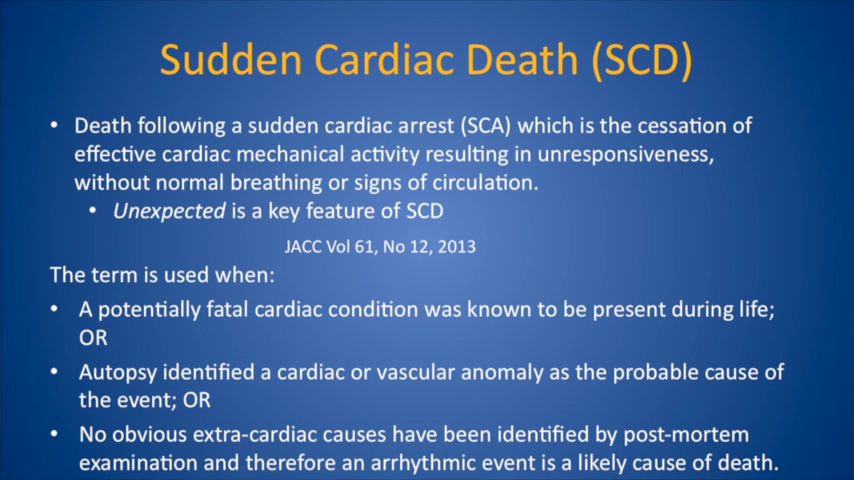 Sudden Cardiac Death (SCD)
• Death following a sudden cardiac arrest (SCA) which is the cessation of
effective cardiac mechanical activity resulting in unresponsiveness,
without normal breathing or signs of circulation.
• Unexpected is a key feature of SCD
JACC Vol 61, No 12, 2013
The term is used when:
• A potentially fatal cardiac condition was known to be present during life;
OR
• Autopsy identified a cardiac or vascular anomaly as the probable cause of
the event; OR
• No obvious extra-cardiac causes have been identified by post-mortem
examination and therefore an arrhythmic event is a likely cause of death.